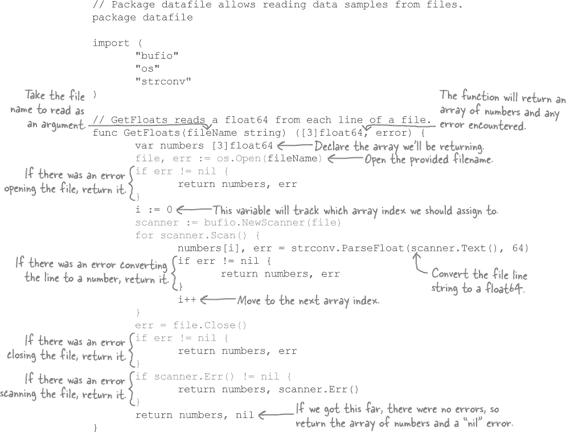 // Package datafile allows reading data samples from files.
package datafile
import (
"bufio"
"os"
"strconv"
)
Take the file
name to read as
an argument.
The function will return an
array of numbers and any
error encountered.
// GetFloats reads a float64 from each line of a file.
func GetFloats(fileName string) ([3]float64, error) {
var numbers [3]float64 Declare the array we'll be returning.
file, err := os.Open(fileName) Open the provided filename.
If there was an error
opening the file, return it.
if err != nil {
return numbers, err
}
i := 0 This variable will track which array index we should assign to.
scanner := bufio.NewScanner(file)
for scanner.Scan() {
numbers[i], err = strconv.ParseFloat(scanner.Text(), 64)
If there was an error converting
the line to a number, return it.
if err != nil {
return numbers, err
}
Convert the file line
string to a float64.
i++ Move to the next array index.
}
err = file.Close()
If there was an error
closing the file, return it.
if err != nil {
return numbers, err
}
If there was an error
scanning the file, return it.
if scanner.Err() != nil {
return numbers, scanner.Err()
}
return numbers, nil If we got this far, there were no errors, so
return the array of numbers and a "nil" error.
}